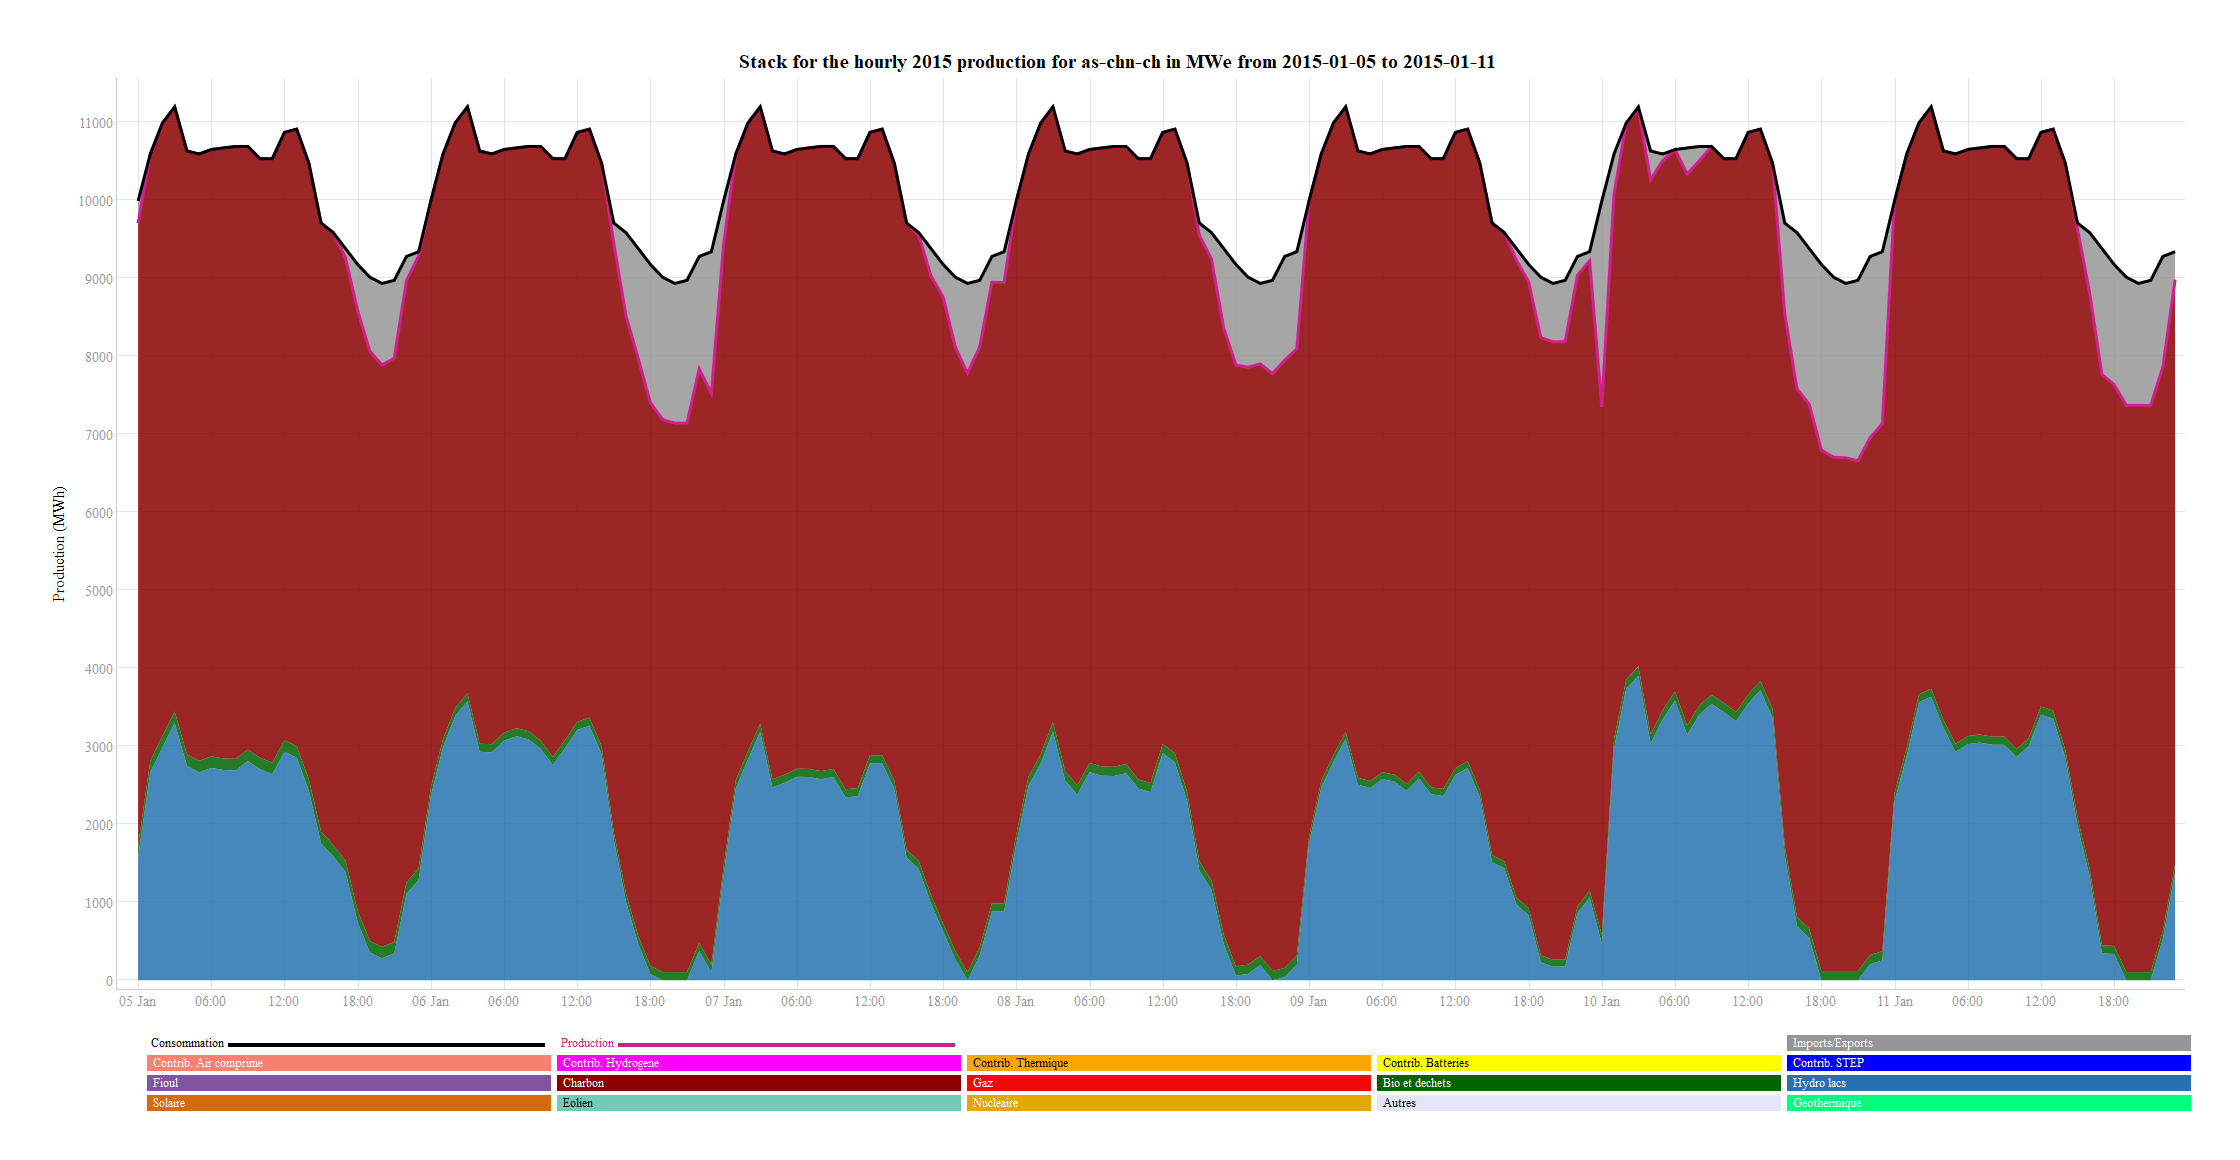 Stack for the hourly 2015 production for as-chn-ch in MWe from 2015-01-05 to 2015-01-11
11000
10000
9000
8000
7000
6000
5000
4000
3000
2000
1000
0
Production (MWh)
05 Jan 06:00 12:00 18:00 06 Jan 06:00 12:00 18:00 07 Jan 06:00 12:00 18:00 08 Jan 06:00 12:00 18:00 09 Jan 06:00 12:00 18:00 10 Jan 06:00 12:00 18:00 11 Jan 06:00 12:00 18:00
Consommation Production Imports/Exports
Contrib. Air comprime Contrib. Hydrogene Contrib. Thermique Contrib. Batteries Contrib. STEP
Fioul Charbon Gaz Bio et dechets Hydro lacs
Solaire Eolien Nucleaire Autres Geothermique